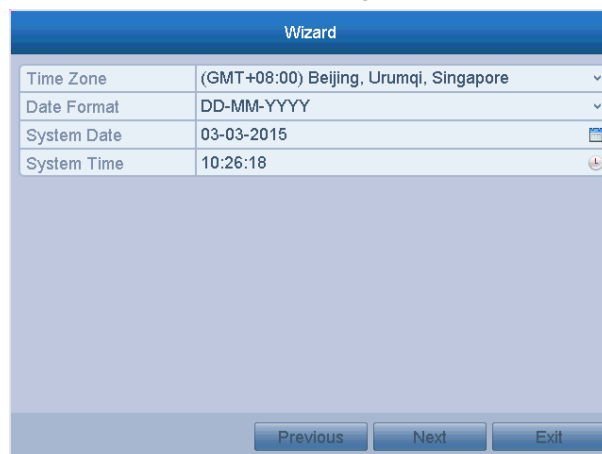 Wizard
Time Zone (GMT+08:00) Beijing, Urumqi, Singapore
Date Format DD-MM-YYYY
System Date 03-03-2015
System Time 10:26:18
Previous Next Exit